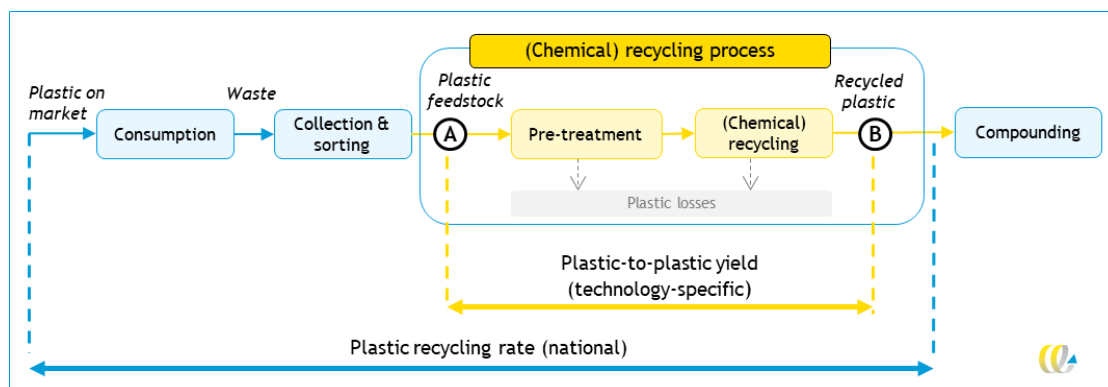 (Chemical) recycling process
Plastic on
market
Waste
Plastic
feedstock
Recycled
plastic
Consumption
Collection &
sorting
A
Pre-treatment
(Chemical)
recycling
B
Compounding
Plastic losses
Plastic-to-plastic yield
(technology-specific)
Plastic recycling rate (national)